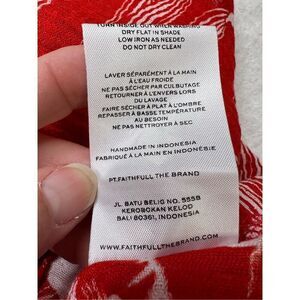 TURN INSIDE OUT WHEN WASHING
DRY FLAT IN SHADE
LOW IRON AS NEEDED
DO NOT DRY CLEAN
LAVER SÉPARÉMENT À LA MAIN
À L'EAU FROIDE
NE PAS SÉCHER PAR CULBUTAGE
RETOURNER À L'ENVERS LORS
DU LAVAGE
FAIRE SÉCHER À PLAT À L'OMBRE
REPASSER À BASSE TEMPÉRATURE
AU BESOIN
NE PAS NETTROYER À SEC
HANDMADE IN INDONESIA
FABRIQUÉ À LA MAIN EN INDONÉSIE
PT.FAITHFULL THE BRAND
JL. BATU BELIG NO. 555B
KEROBOKAN KELOD
BALI 80361, INDONESIA
WWW.FAITHFULLTHEBRAND.COM